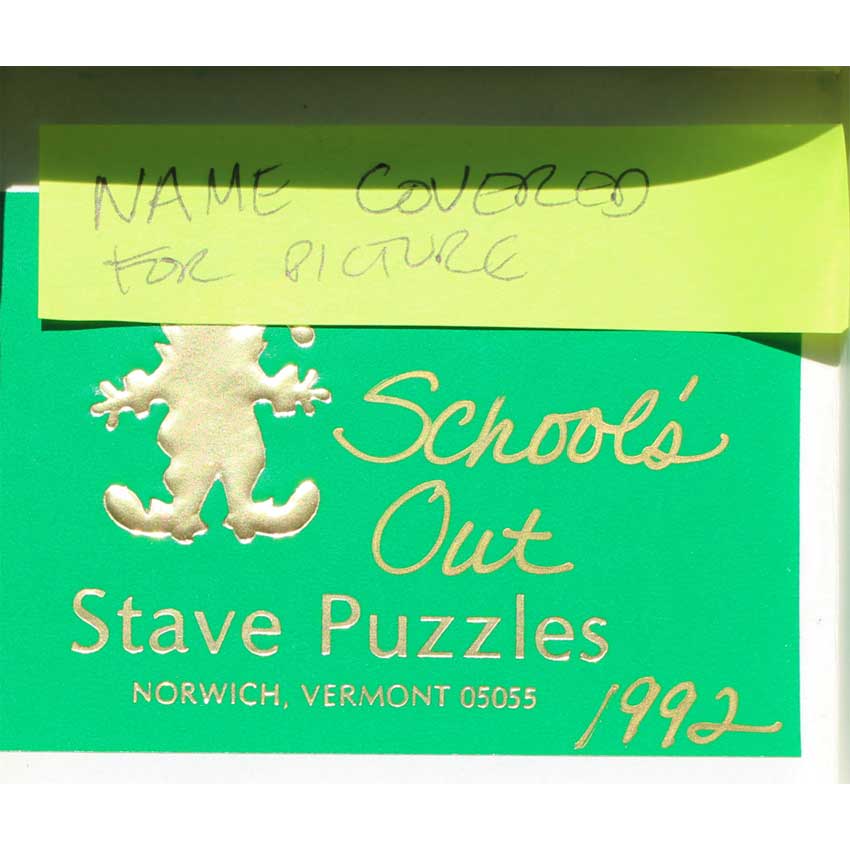 NAME COVERED
FOR PICTURE
School's
Out
Stave Puzzles
NORWICH, VERMONT 05055
1992